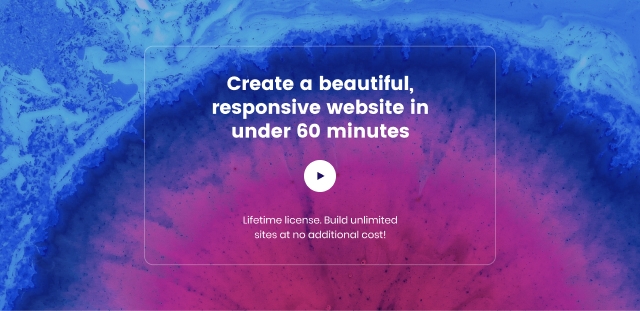 Create a beautiful,
responsive website in
under 60 minutes
Lifetime license. Build unlimited
sites at no additional cost!